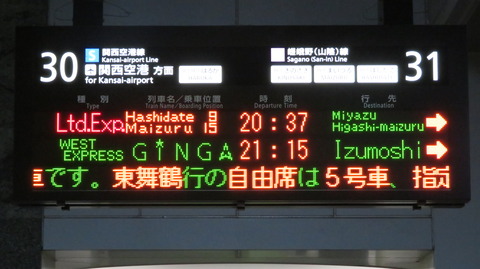 30
S 関西空港線
Kansai-airport Line
関西空港 方面
for Kansai-airport
嵯峨野(山陰)線
Sagano (San-in) Line
31
種別 列車名/乗車位置 時刻 行先
Type Train Name/Boarding Position Departure Time Destination
Ltd.Exp. Hashidate Maizuru 20:37 Miyazu Higashi-maizuru →
WEST EXPRESS GINGA 21:15 Izumoshi →
車です。東舞鶴行の自由席は5号車、指